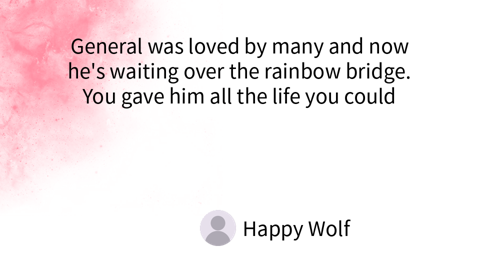 General was loved by many and now
he's waiting over the rainbow bridge.
You gave him all the life you could
Happy Wolf